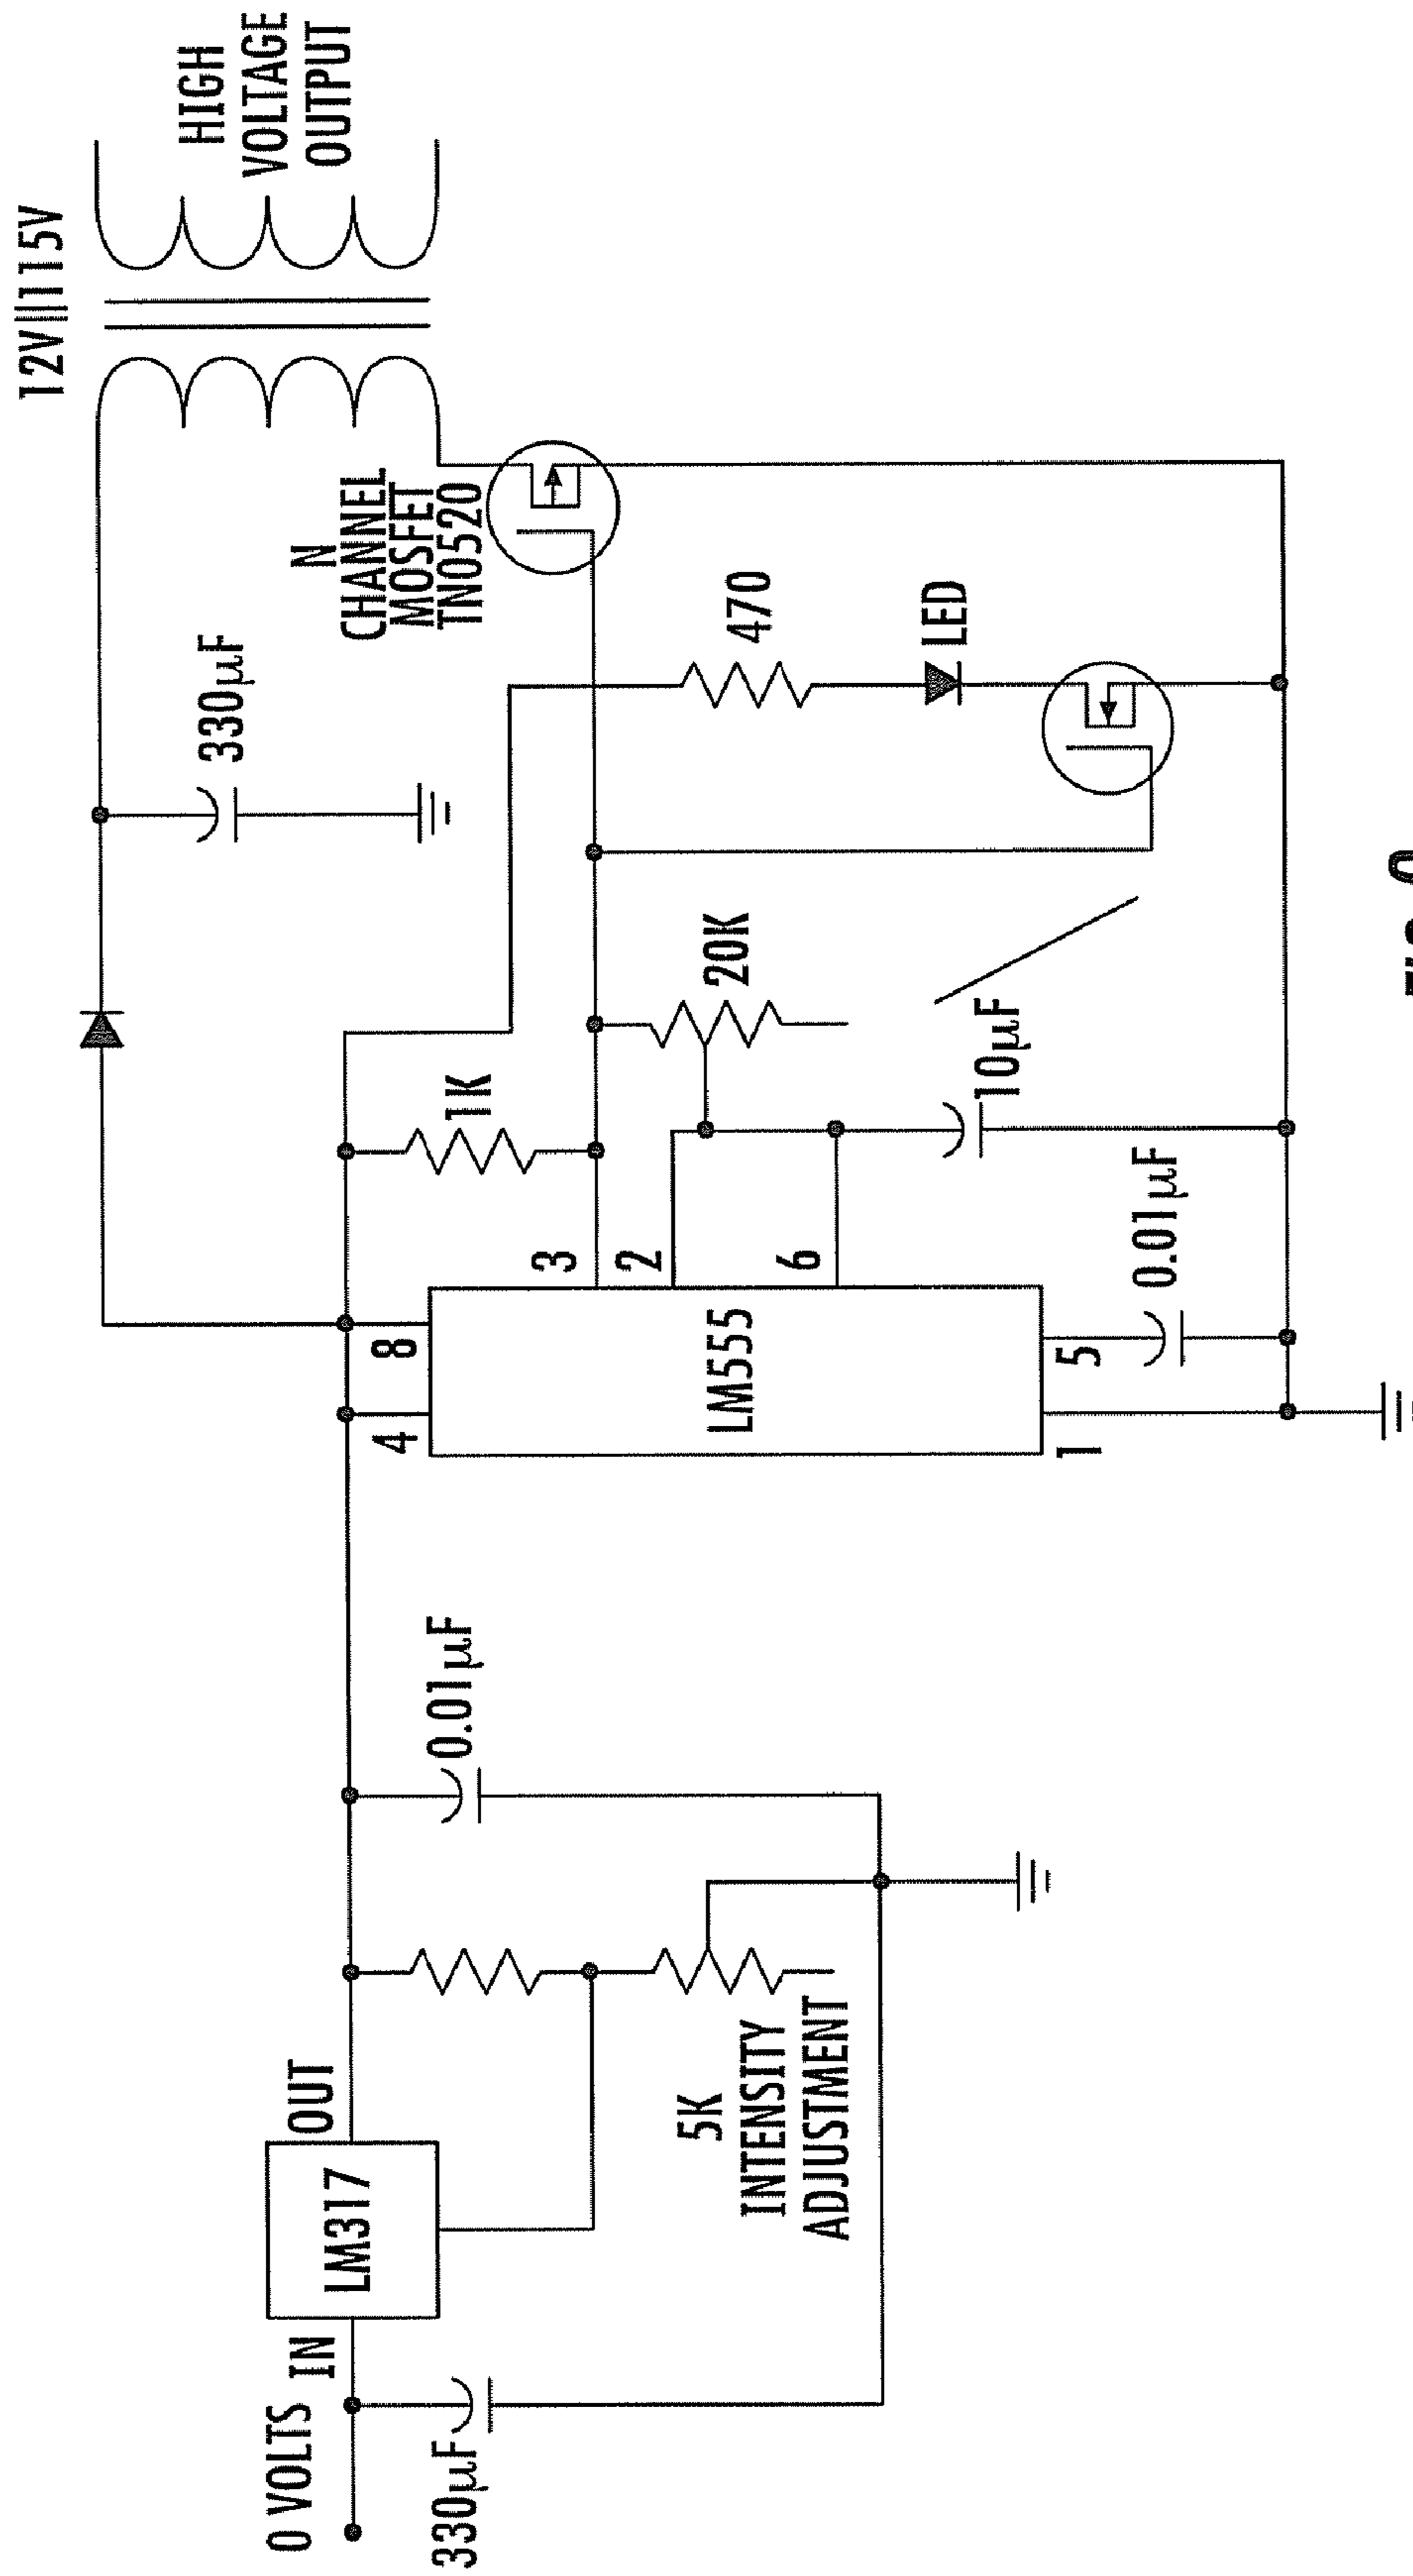 12V|||115V
HIGH
VOLTAGE
OUTPUT
330µF
N
CHANNEL
MOSFET
TN0520
0 VOLTS
IN
LM317
OUT
330µF
0.01µF
5K
INTENSITY
ADJUSTMENT
4
8
LM555
3
2
6
1
5
1K
20K
10µF
0.01µF
470
LED